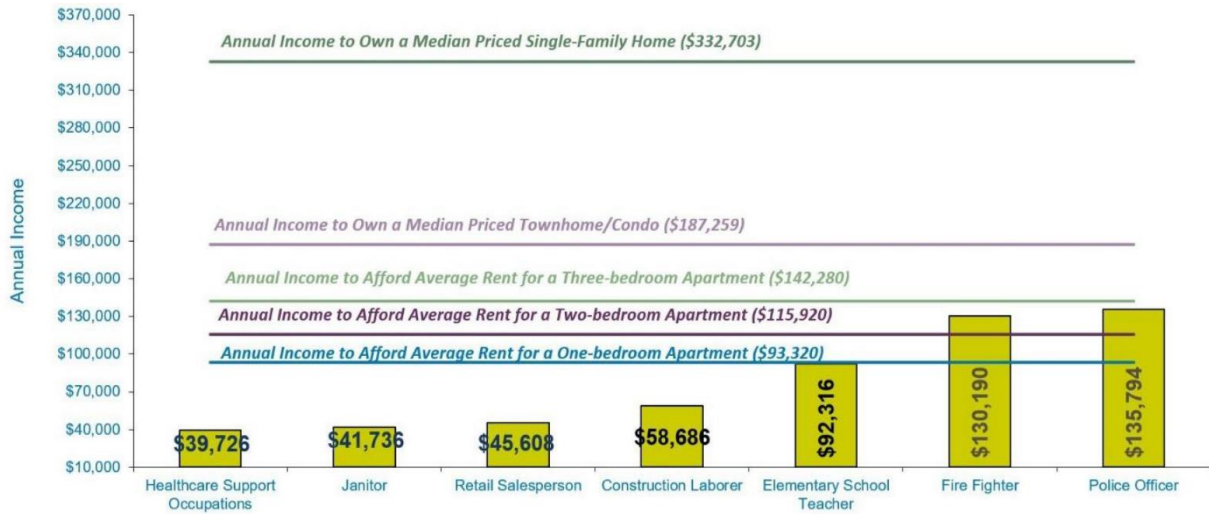 $370,000
Annual Income to Own a Median Priced Single-Family Home ($332,703)
$340,000
$310,000
$280,000
$250,000
$220,000
Annual Income to Own a Median Priced Townhome/Condo ($187,259)
$190,000
Annual Income to Afford Average Rent for a Three-bedroom Apartment ($142,280)
$160,000
Annual Income to Afford Average Rent for a Two-bedroom Apartment ($115,920)
$130,000
Annual Income to Afford Average Rent for a One-bedroom Apartment ($93,320)
$100,000
$70,000
$40,000
$10,000
Annual Income
$39,726
$41,736
$45,608
$58,686
$92,316
$130,190
$135,794
Healthcare Support
Occupations
Janitor
Retail Salesperson
Construction Laborer
Elementary School
Teacher
Fire Fighter
Police Officer